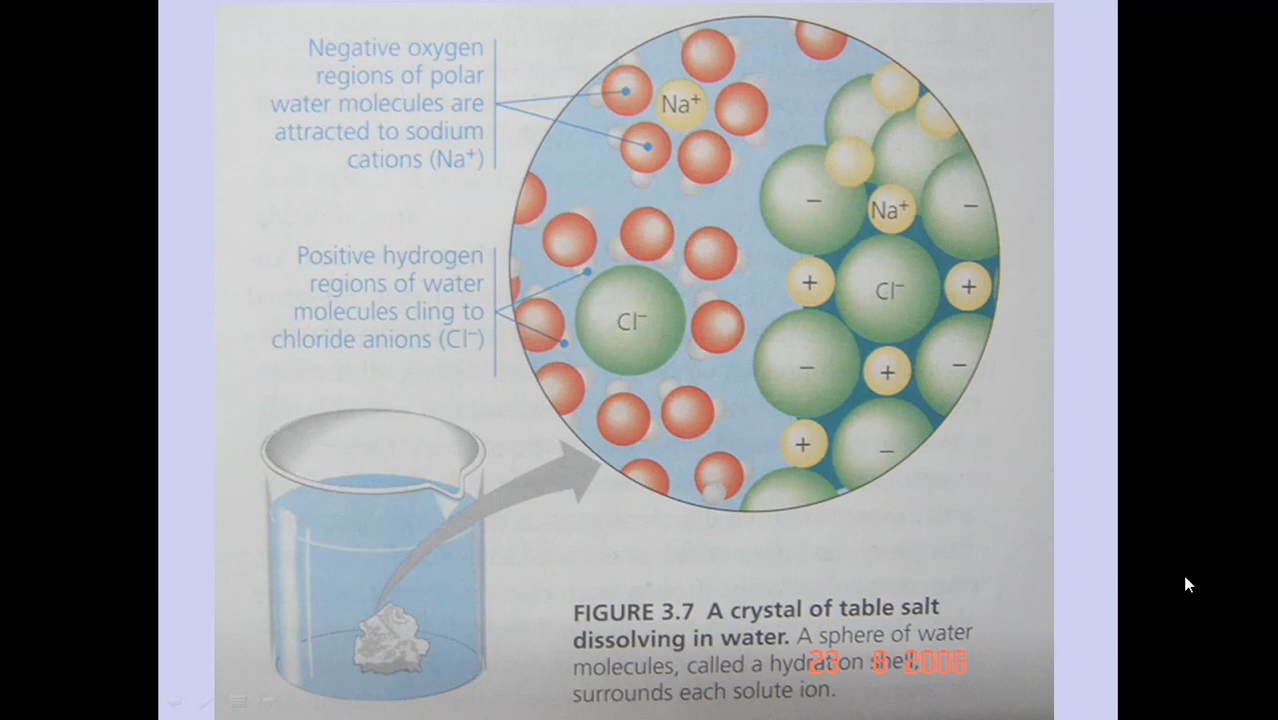 Negative oxygen
regions of polar
water molecules are
attracted to sodium
cations (Na⁺)
Na⁺
Positive hydrogen
regions of water
molecules cling to
chloride anions (Cl⁻)
Cl⁻
−
Na⁺
−
+
Cl⁻
+
−
+
−
+
−
FIGURE 3.7 A crystal of table salt
dissolving in water. A sphere of water
molecules, called a hydration shell,
surrounds each solute ion.
23 8 2008